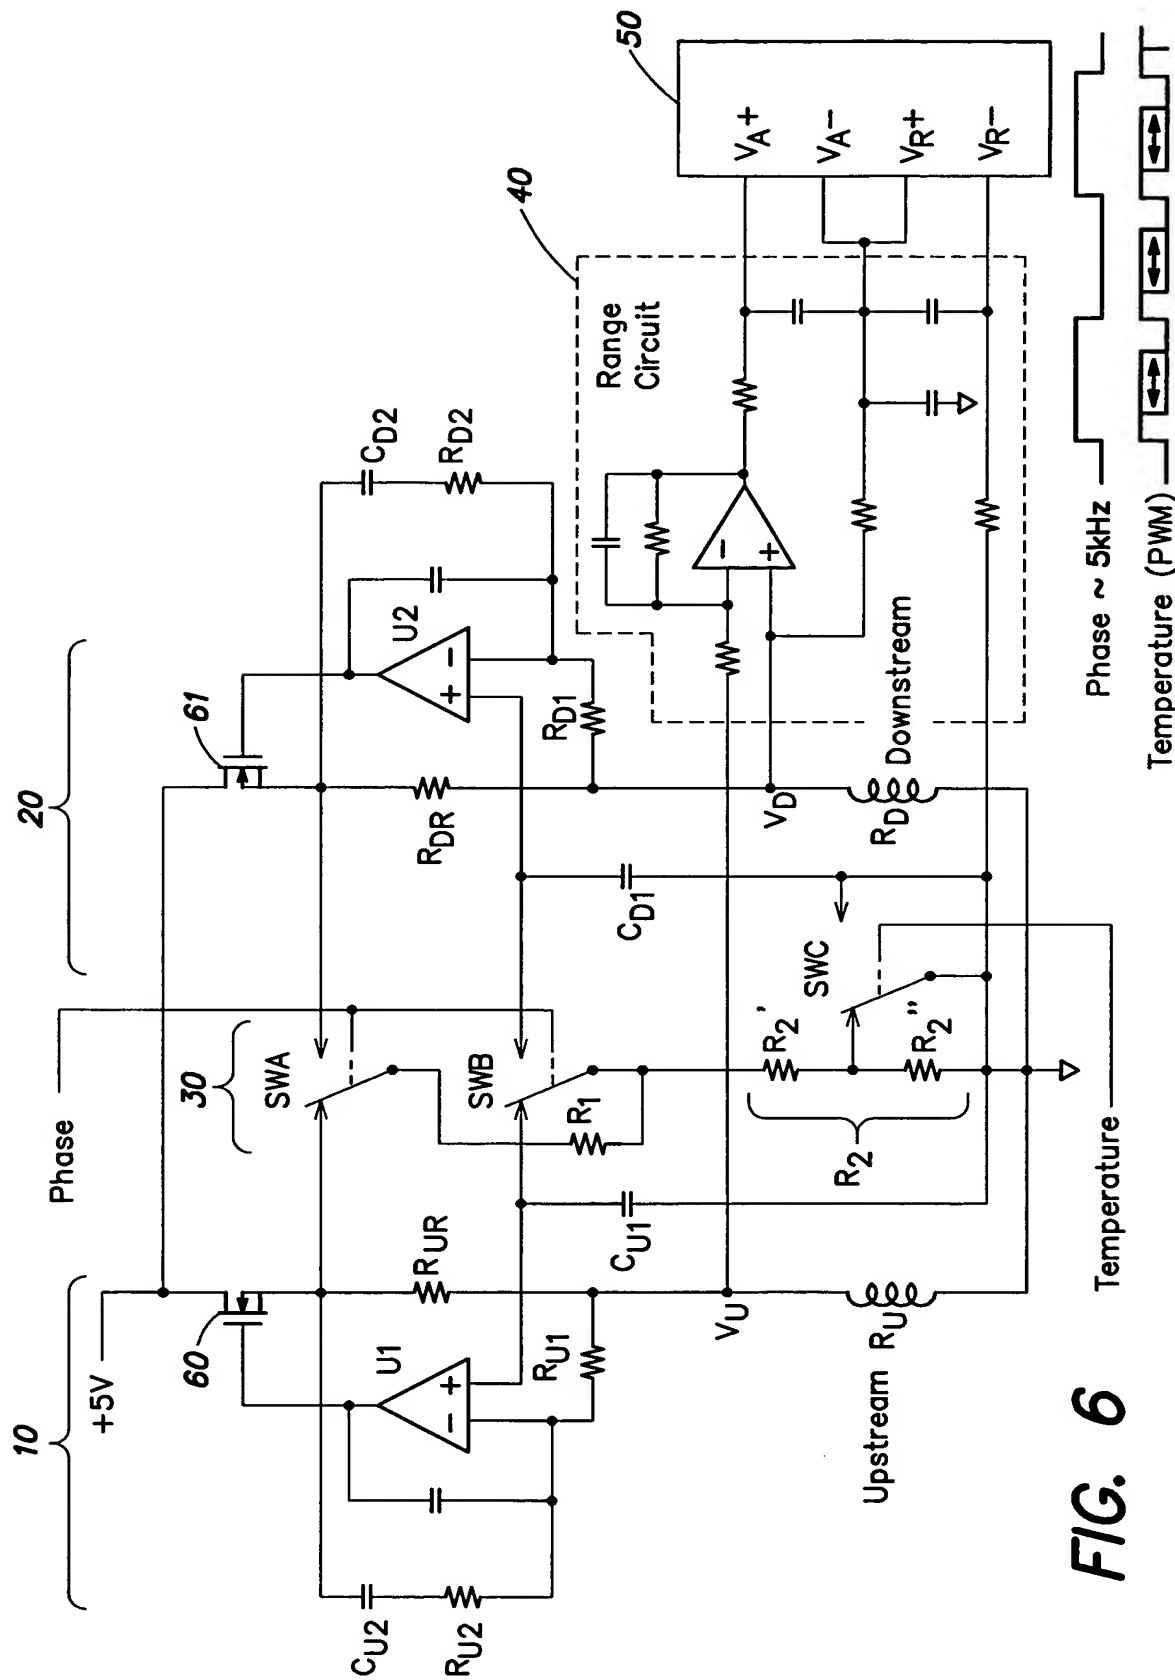 10
20
+5V
60
61
Phase
30
SWA
SWB
SWC
U1
U2
C_U2
R_U2
R_UR
R_U1
C_U1
R_1
R_DR
R_D1
C_D1
C_D2
R_D2
R_2
R_2'
R_2"
V_U
V_D
Upstream R_U
R_D Downstream
Temperature
40
Range
Circuit
50
V_A+
V_A-
V_R+
V_R-
Phase ~ 5kHz
Temperature (PWM)
FIG. 6